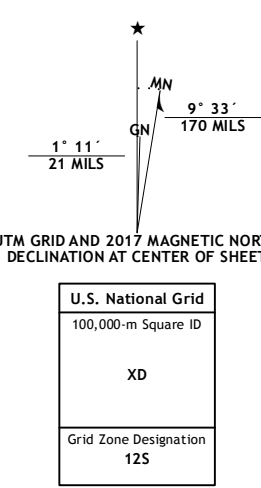 ★
MN
GN
9° 33´
170 MILS
1° 11´
21 MILS
UTM GRID AND 2017 MAGNETIC NORT
DECLINATION AT CENTER OF SHEET
U.S. National Grid
100,000-m Square ID
XD
Grid Zone Designation
12S